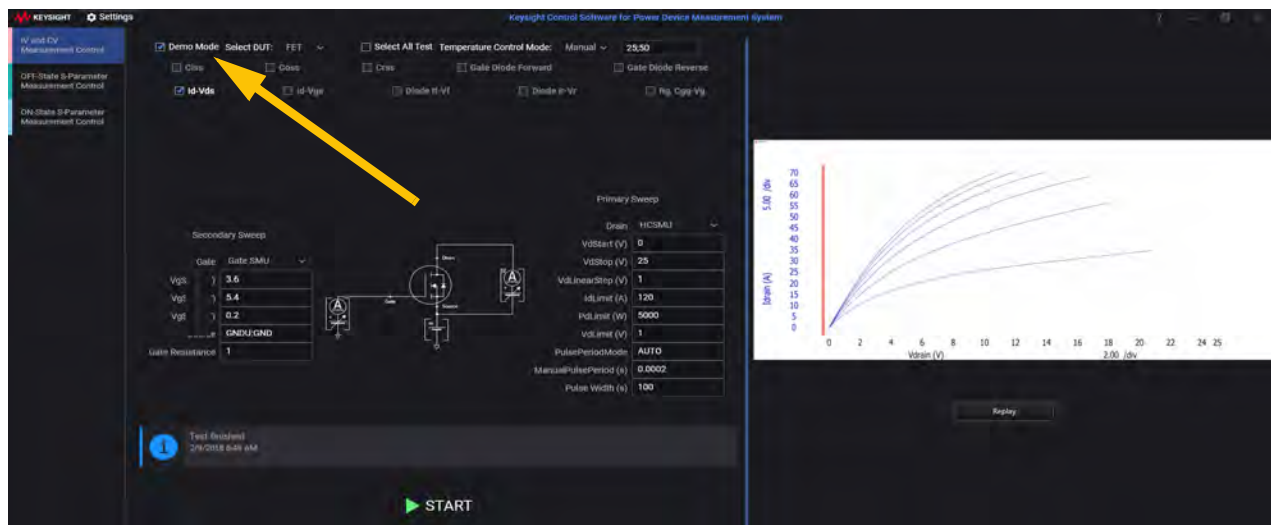 KEYSIGHT Settings
Keysight Control Software for Power Device Measurement System
? —
IV and CV
Measurement Control
OFF-State S-Parameter
Measurement Control
ON-State S-Parameter
Measurement Control
Demo Mode Select DUT: FET Select All Test Temperature Control Mode: Manual 25;50
Ciss Coss Crss Gate Diode Forward Gate Diode Reverse
Id-Vds Id-Vgs Diode If-Vf Diode Ir-Vr Rg, Cgg-Vg
Secondary Sweep
Gate Gate SMU
3.6
5.4
0.2
GNDU:GND
Gate Resistance 1
Drain
Gate
Source
A
A
Primary Sweep
Drain HCSMU
VdStart (V) 0
VdStop (V) 25
VdLinearStep (V) 1
IdLimit (A) 120
PdLimit (W) 5000
VdLimit (V) 1
PulsePeriodMode AUTO
ManualPulsePeriod (s) 0.0002
Pulse Width (s) 100
Idrain (A) 5.00 /div
70
65
60
55
50
45
40
35
30
25
20
15
10
5
0
0 2 4 6 8 10 12 14 16 18 20 22 24 25
Vdrain (V) 2.00 /div
Replay
i
Test finished
START